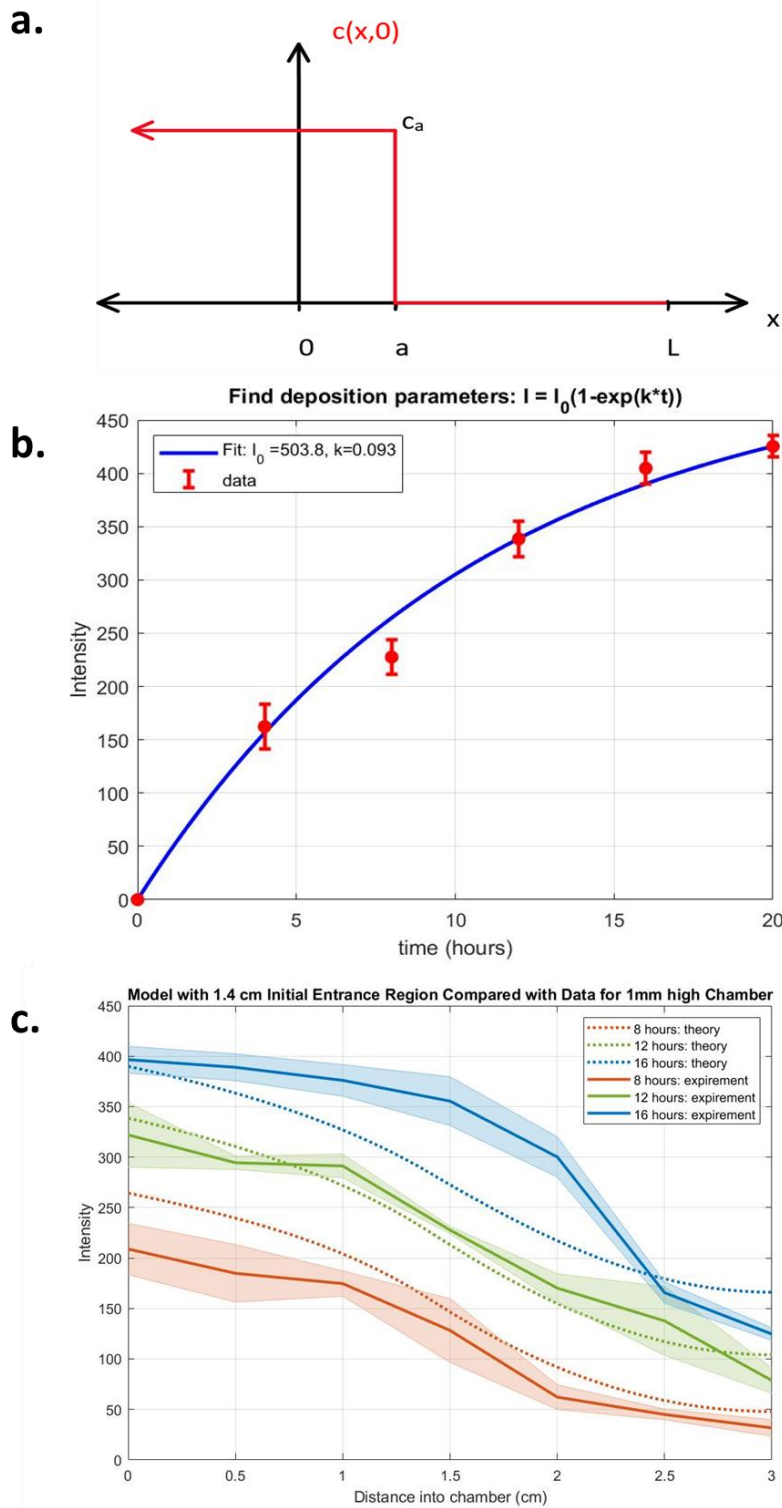 a.
c(x,0)
cₐ
x
0
a
L
b.
Find deposition parameters: I = I₀(1-exp(k*t))
450
400
350
300
250
200
150
100
50
0
Intensity
Fit: I₀ =503.8, k=0.093
data
0
5
10
15
20
time (hours)
c.
Model with 1.4 cm Initial Entrance Region Compared with Data for 1mm high Chamber
450
400
350
300
250
200
150
100
50
0
Intensity
8 hours: theory
12 hours: theory
16 hours: theory
8 hours: expirement
12 hours: expirement
16 hours: expirement
0
0.5
1
1.5
2
2.5
3
Distance into chamber (cm)